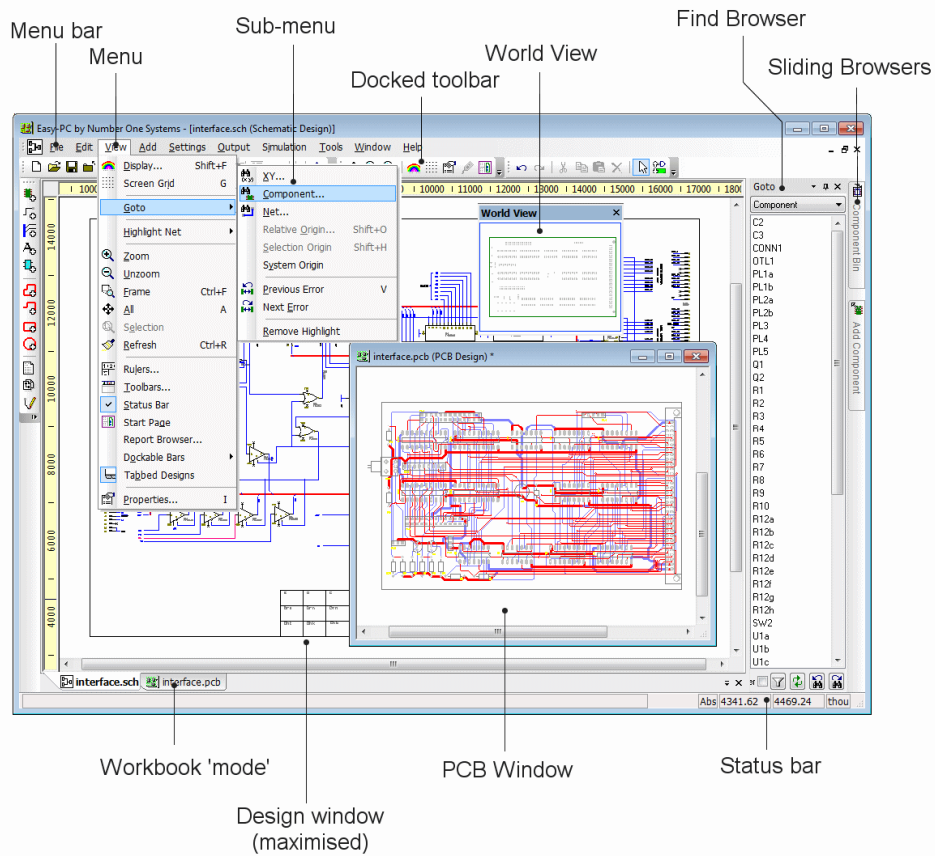 Find Browser
Sub-menu
Menu bar
Menu
World View
Docked toolbar
Sliding Browsers
Easy-PC by Number One Systems - [interface.sch (Schematic Design)]
File Edit View Add Settings Output Simulation Tools Window Help
Display... Shift+F
Screen Grid G
Goto
Highlight Net
Zoom
Unzoom
Frame Ctrl+F
All A
Selection
Refresh Ctrl+R
Rulers...
Toolbars...
Status Bar
Start Page
Report Browser...
Dockable Bars
Tabbed Designs
Properties... I
XY...
Component...
Net...
Relative Origin... Shift+O
Selection Origin Shift+H
System Origin
Previous Error V
Next Error
Remove Highlight
10000 11000 12000 13000 14000 15000 16000 17000 1800
14000
12000
10000
8000
6000
4000
World View
interface.pcb (PCB Design) *
Goto
Component
C2
C3
CONN1
OTL1
PL1a
PL1b
PL2a
PL2b
PL3
PL4
PL5
Q1
Q2
R1
R2
R3
R4
R5
R6
R7
R8
R9
R10
R12a
R12b
R12c
R12d
R12e
R12f
R12g
R12h
SW2
U1a
U1b
U1c
Component Bin
Add Component
interface.sch interface.pcb
Abs 4341.62 4469.24 thou
Workbook 'mode'
PCB Window
Status bar
Design window
(maximised)